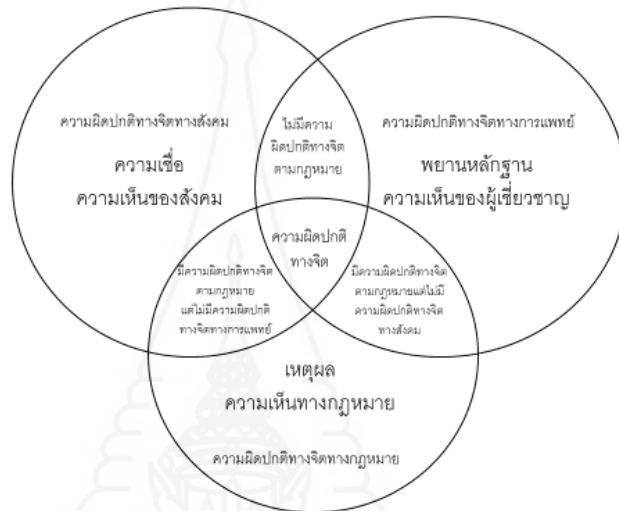 ความผิดปกติทางจิตทางสังคม
ความเชื่อ
ความเห็นของสังคม
ไม่มีความ
ผิดปกติทางจิต
ตามกฎหมาย
ความผิดปกติทางจิตทางการแพทย์
พยานหลักฐาน
ความเห็นของผู้เชี่ยวชาญ
ความผิดปกติ
ทางจิต
มีความผิดปกติทางจิต
ตามกฎหมาย
แต่ไม่มีความผิดปกติ
ทางจิตทางการแพทย์
มีความผิดปกติทางจิต
ตามกฎหมายแต่ไม่มี
ความผิดปกติทางจิต
ทางสังคม
เหตุผล
ความเห็นทางกฎหมาย
ความผิดปกติทางจิตทางกฎหมาย